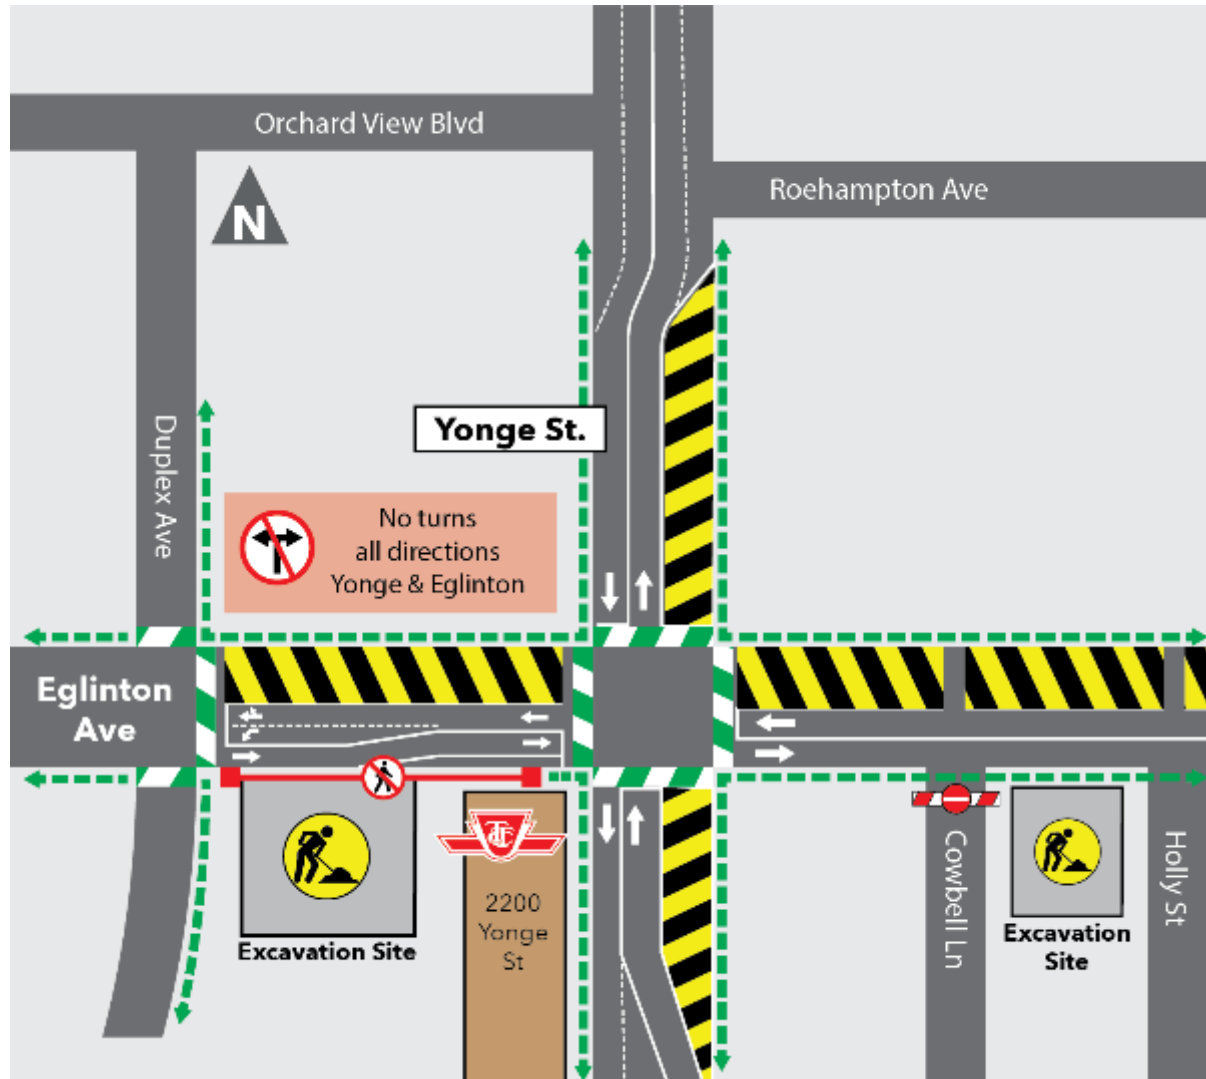 Orchard View Blvd
Roehampton Ave
N
Duplex Ave
Yonge St.
No turns
all directions
Yonge & Eglinton
Eglinton
Ave
TTC
2200
Yonge
St
Excavation Site
Cowbell Ln
Holly St
Excavation
Site